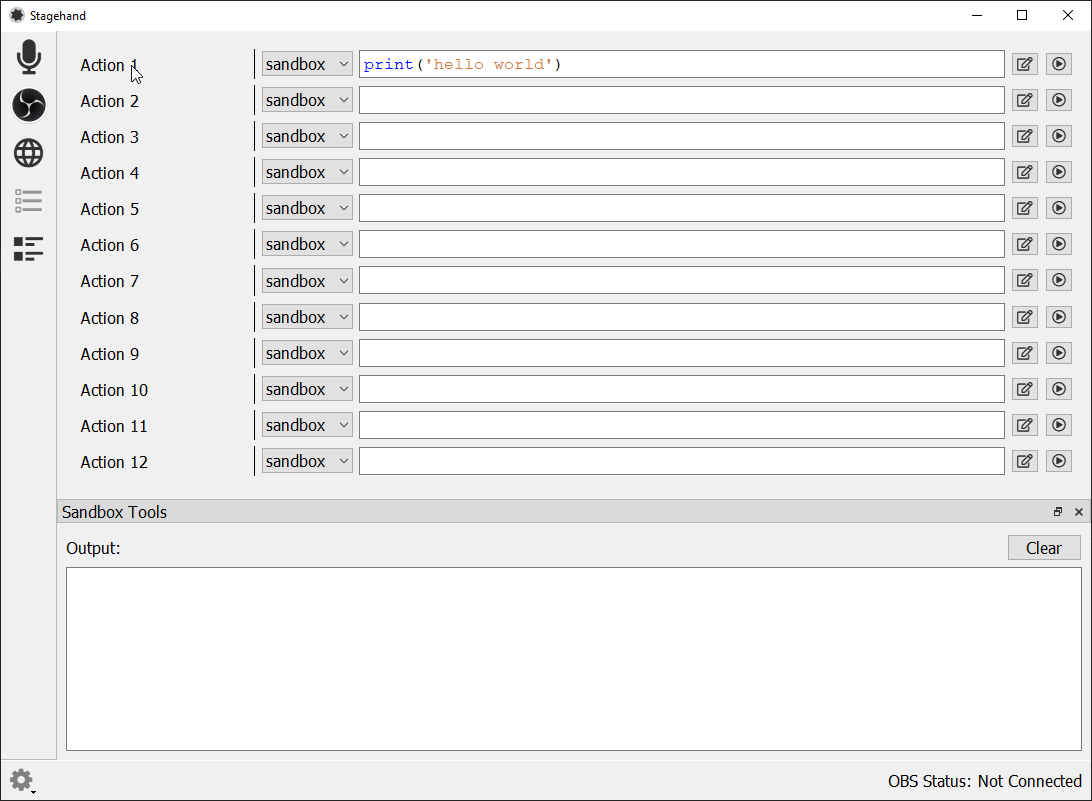 Stagehand
Action 1 sandbox print('hello world')
Action 2 sandbox
Action 3 sandbox
Action 4 sandbox
Action 5 sandbox
Action 6 sandbox
Action 7 sandbox
Action 8 sandbox
Action 9 sandbox
Action 10 sandbox
Action 11 sandbox
Action 12 sandbox
Sandbox Tools
Output: Clear
OBS Status: Not Connected